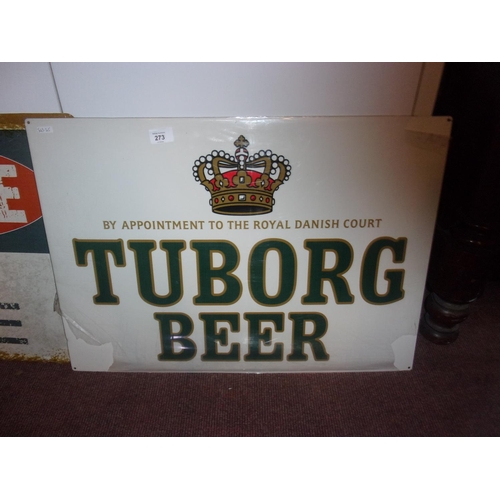 273
BY APPOINTMENT TO THE ROYAL DANISH COURT
TUBORG
BEER
E